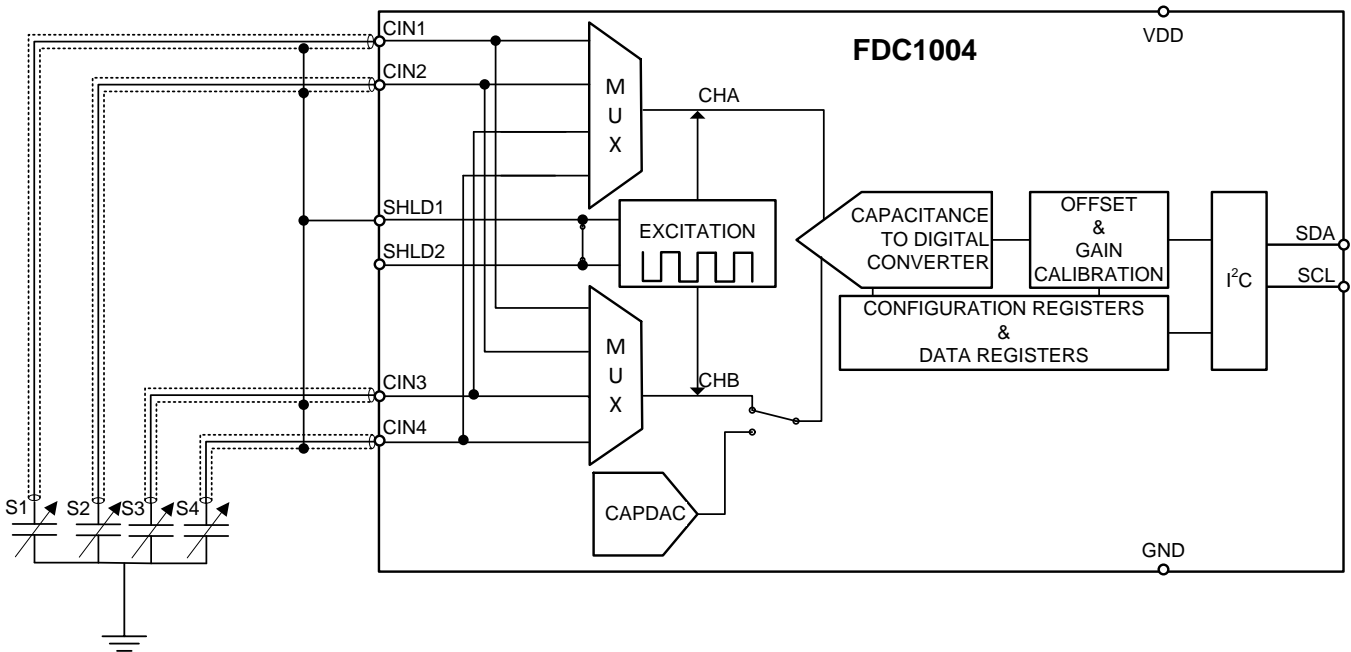 CIN1
FDC1004
VDD
CIN2
M
U
X
CHA
SHLD1
EXCITATION
SHLD2
CAPACITANCE
TO DIGITAL
CONVERTER
OFFSET
&
GAIN
CALIBRATION
I²C
SDA
SCL
CONFIGURATION REGISTERS
&
DATA REGISTERS
M
U
X
CHB
CIN3
CIN4
S1
S2
S3
S4
CAPDAC
GND